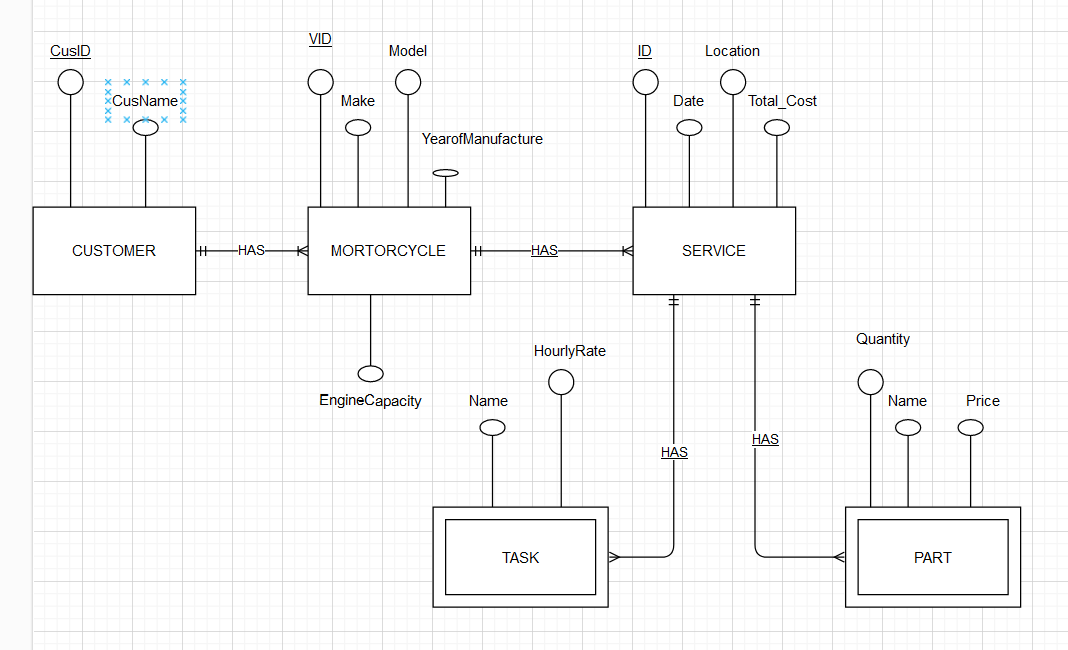 VID
CusID
Model
ID
Location
CusName
Make
Date
Total_Cost
YearofManufacture
CUSTOMER
HAS
MORTORCYCLE
HAS
SERVICE
Quantity
HourlyRate
EngineCapacity
Name
Name
Price
HAS
HAS
TASK
PART